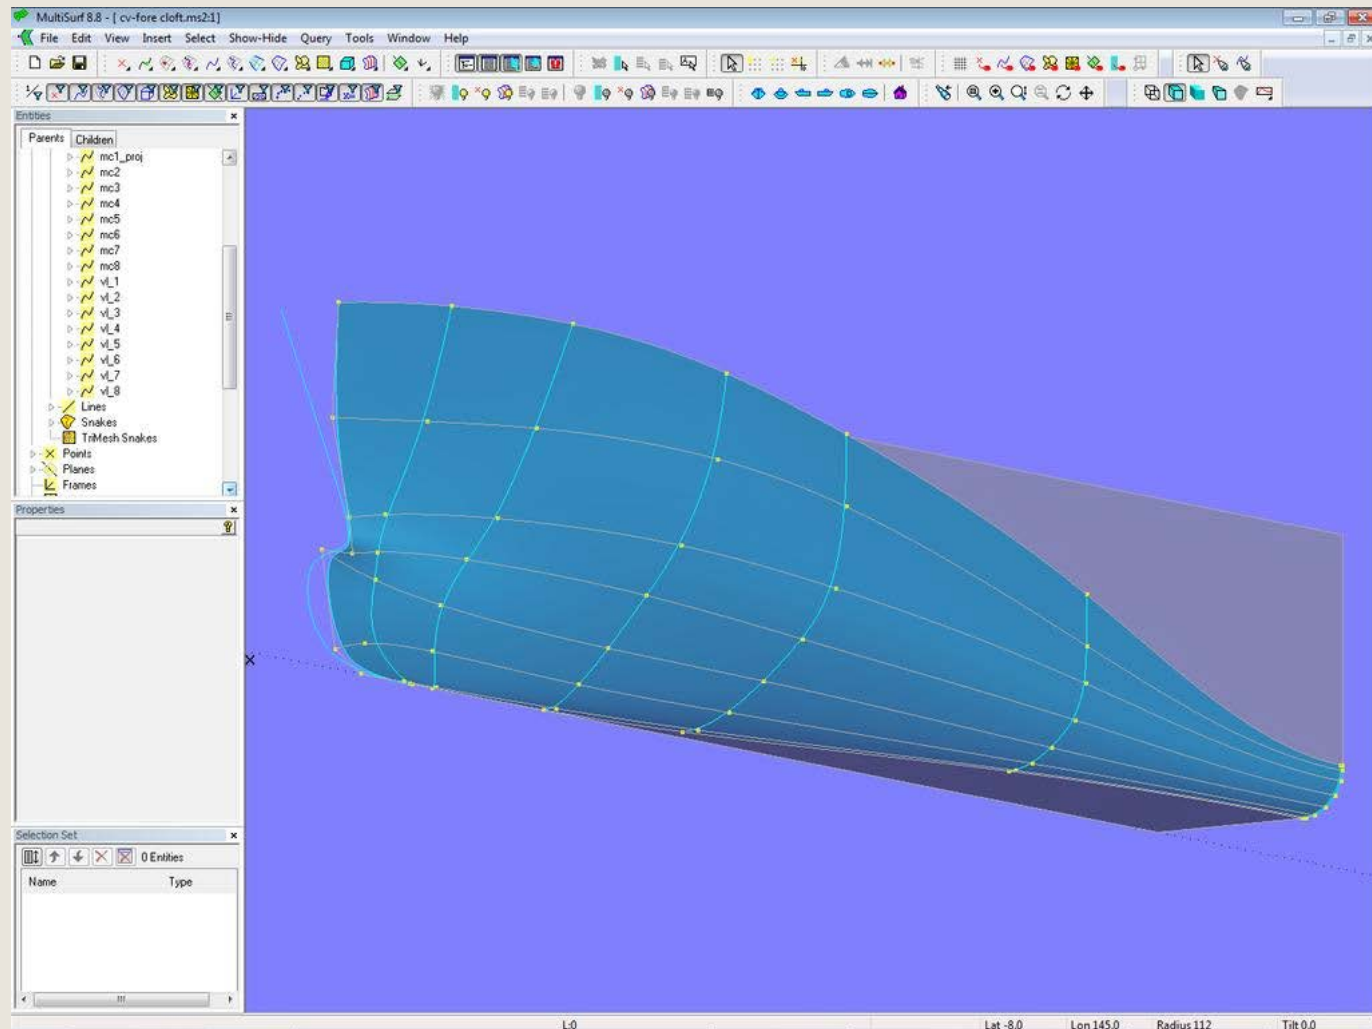 MultiSurf 8.8 - [ cv-fore cloft.ms2:1]
File Edit View Insert Select Show-Hide Query Tools Window Help
Entities
Parents Children
mc1_proj
mc2
mc3
mc4
mc5
mc6
mc7
mc8
vl_1
vl_2
vl_3
vl_4
vl_5
vl_6
vl_7
vl_8
Lines
Snakes
TriMesh Snakes
Points
Planes
Frames
Properties
Selection Set
0 Entities
Name Type
X
L:0 Lat -8.0 Lon 145.0 Radius 112 Tilt 0.0